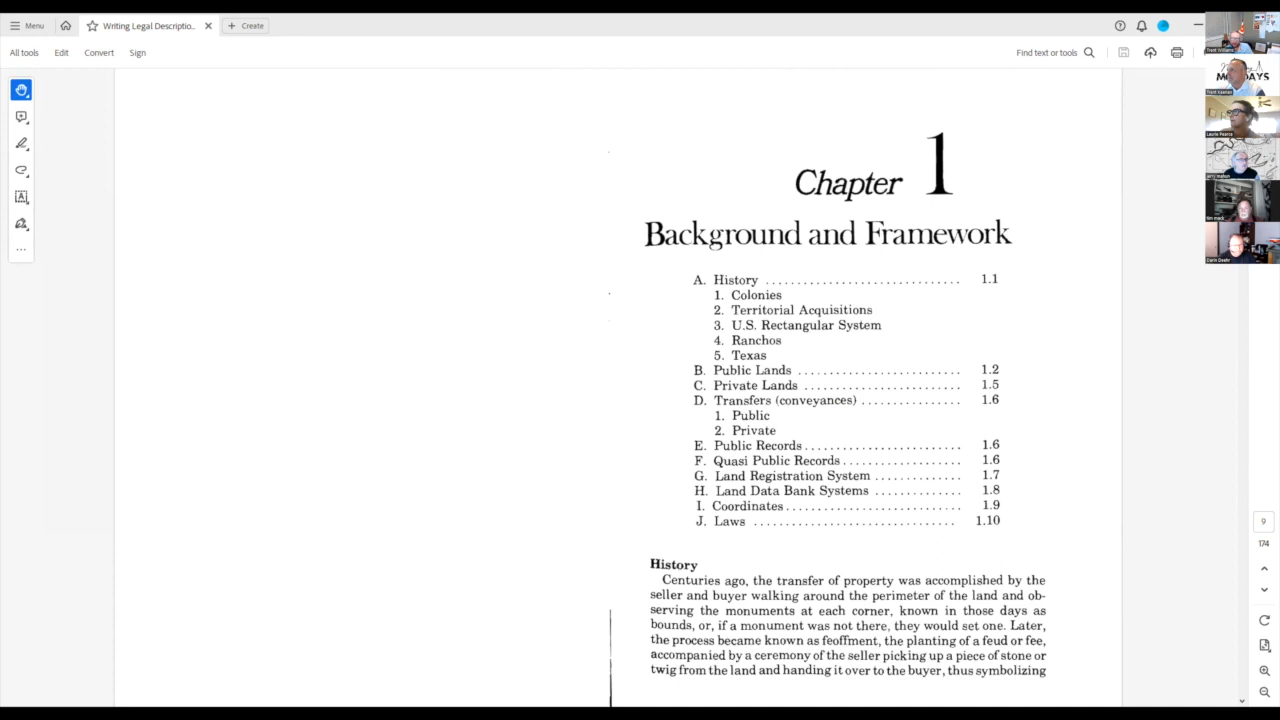 Menu
Writing Legal Descriptio...
Create
All tools
Edit
Convert
Sign
Find text or tools
Chapter 1
Background and Framework
A. History .............................. 1.1
1. Colonies
2. Territorial Acquisitions
3. U.S. Rectangular System
4. Ranchos
5. Texas
B. Public Lands ......................... 1.2
C. Private Lands ........................ 1.5
D. Transfers (conveyances) ............... 1.6
1. Public
2. Private
E. Public Records......................... 1.6
F. Quasi Public Records................... 1.6
G. Land Registration System .............. 1.7
H. Land Data Bank Systems .............. 1.8
I. Coordinates............................ 1.9
J. Laws ................................ 1.10
History
Centuries ago, the transfer of property was accomplished by the
seller and buyer walking around the perimeter of the land and ob-
serving the monuments at each corner, known in those days as
bounds, or, if a monument was not there, they would set one. Later,
the process became known as feoffment, the planting of a feud or fee,
accompanied by a ceremony of the seller picking up a piece of stone or
twig from the land and handing it over to the buyer, thus symbolizing
9
174
Trent Williams
Trent Keenan
Laurie Pearce
tim mack